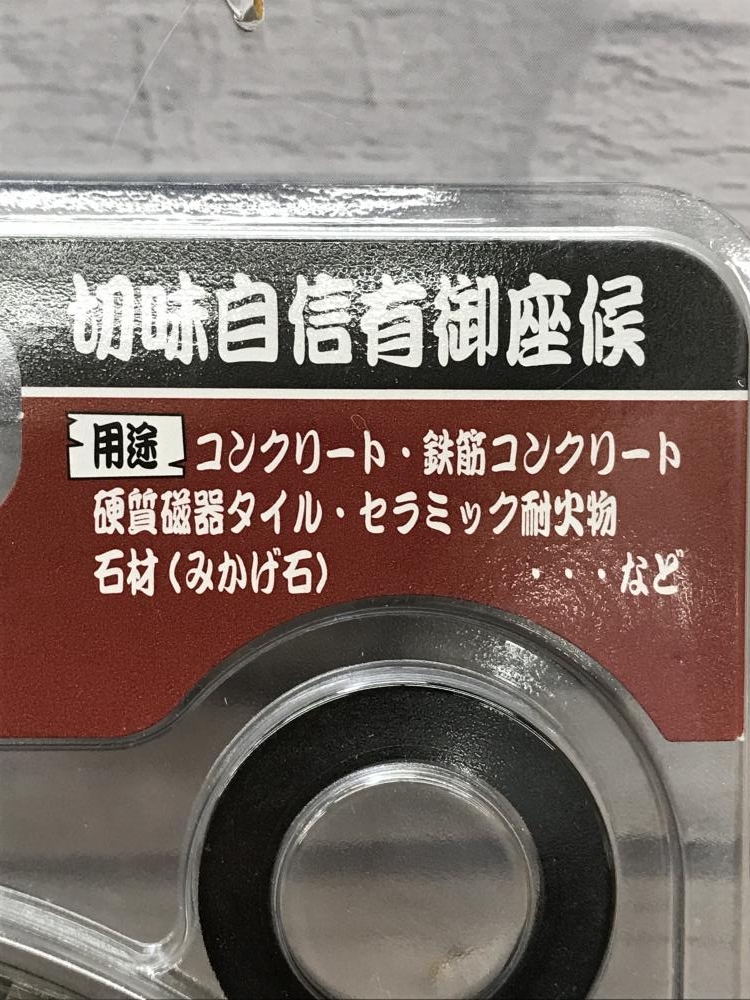 切味自信有御座候
用途 コンクリート・鉄筋コンクリート
硬質磁器タイル・セラミック耐火物
石材(みかげ石) ・・・など